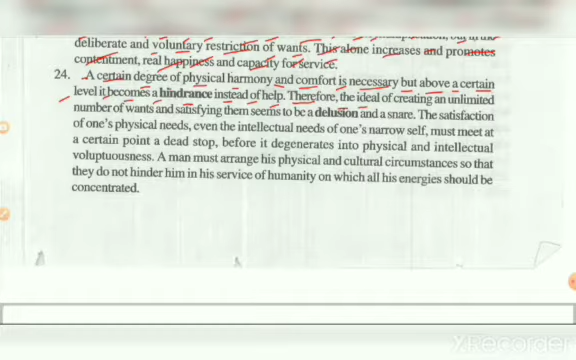 deliberate and voluntary restriction of wants. This alone increases and promotes
contentment, real happiness and capacity for service.
24. A certain degree of physical harmony and comfort is necessary but above a certain
level it becomes a hindrance instead of help. Therefore, the ideal of creating an unlimited
number of wants and satisfying them seems to be a delusion and a snare. The satisfaction
of one's physical needs, even the intellectual needs of one's narrow self, must meet at
a certain point a dead stop, before it degenerates into physical and intellectual
voluptuousness. A man must arrange his physical and cultural circumstances so that
they do not hinder him in his service of humanity on which all his energies should be
concentrated.
XRecorder